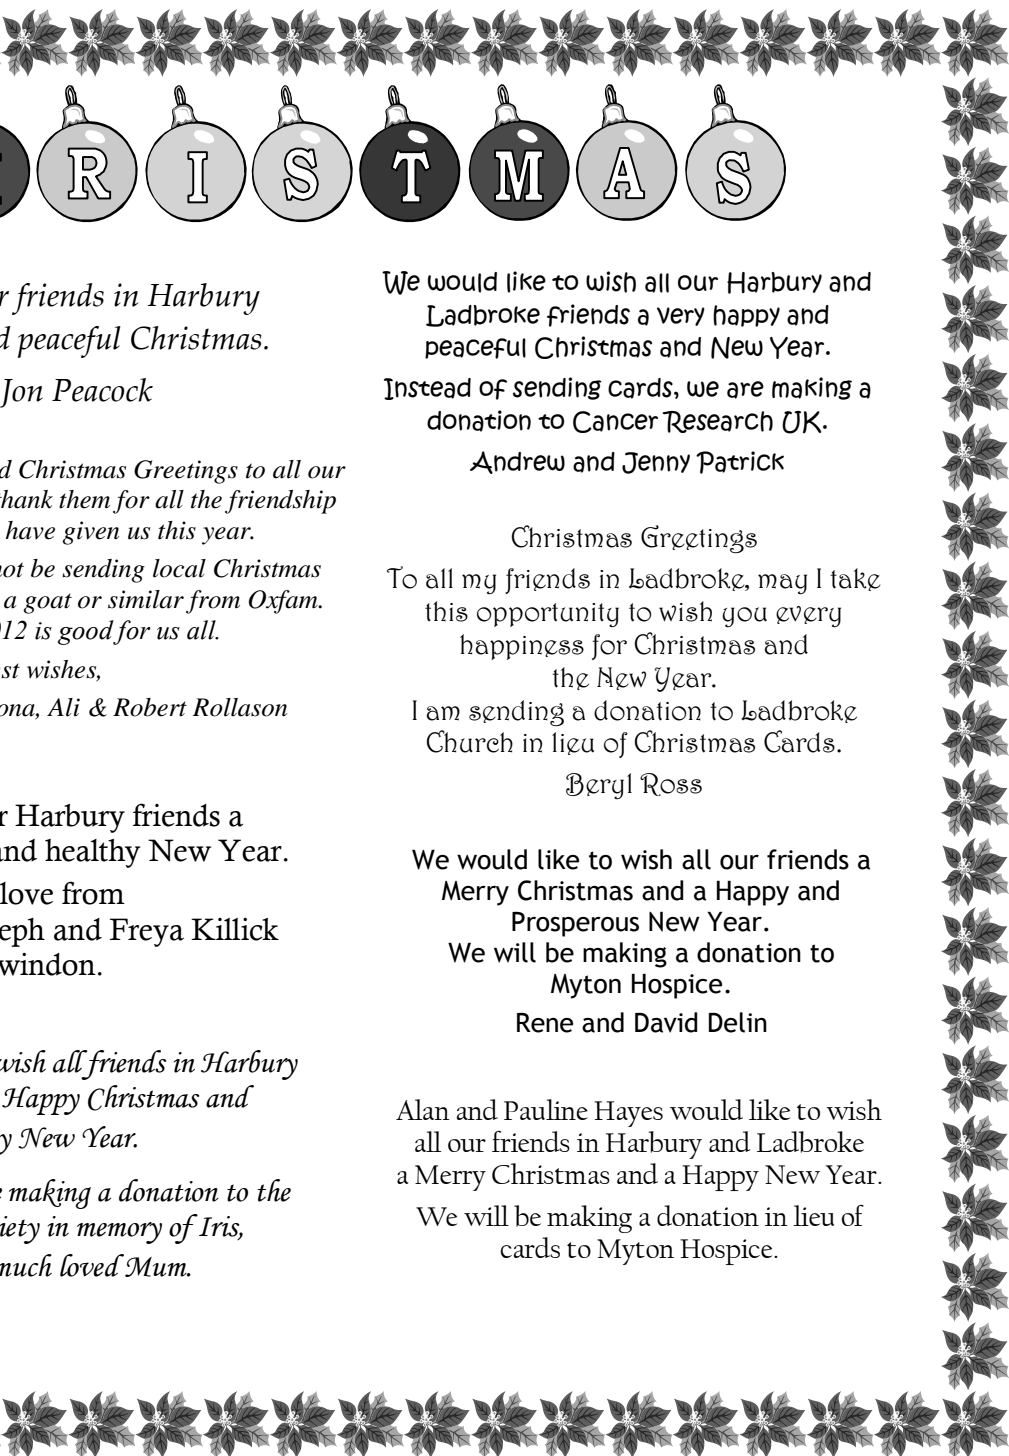 R I S T M A S
friends in Harbury
peaceful Christmas.
Jon Peacock
Christmas Greetings to all our
thank them for all the friendship
have given us this year.
not be sending local Christmas
a goat or similar from Oxfam.
is good for us all.
wishes,
Ali & Robert Rollason
Harbury friends a
and healthy New Year.
love from
and Freya Killick
wish all friends in Harbury
Happy Christmas and
New Year.
making a donation to the
in memory of Iris,
much loved Mum.
We would like to wish all our Harbury and
Ladbroke friends a very happy and
peaceful Christmas and New Year.
Instead of sending cards, we are making a
donation to Cancer Research UK.
Andrew and Jenny Patrick
Christmas Greetings
To all my friends in Ladbroke, may I take
this opportunity to wish you every
happiness for Christmas and
the New Year.
I am sending a donation to Ladbroke
Church in lieu of Christmas Cards.
Beryl Ross
We would like to wish all our friends a
Merry Christmas and a Happy and
Prosperous New Year.
We will be making a donation to
Myton Hospice.
Rene and David Delin
Alan and Pauline Hayes would like to wish
all our friends in Harbury and Ladbroke
a Merry Christmas and a Happy New Year.
We will be making a donation in lieu of
cards to Myton Hospice.